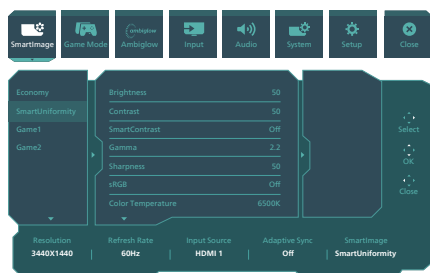 SmartImage
Game Mode
ambiglow
Ambiglow
Input
Audio
System
Setup
Close
Economy
SmartUniformity
Game1
Game2
Brightness 50
Contrast 50
SmartContrast Off
Gamma 2.2
Sharpness 50
sRGB Off
Color Temperature 6500K
Select
OK
Close
Resolution Refresh Rate Input Source Adaptive Sync SmartImage
3440X1440 | 60Hz | HDMI 1 | Off | SmartUniformity